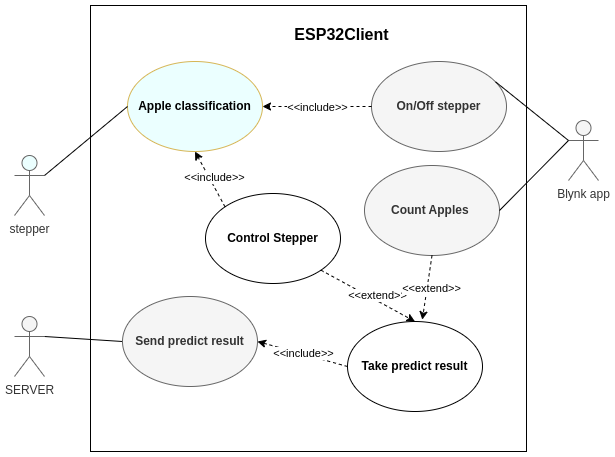 ESP32Client
Apple classification
<<include>>
On/Off stepper
stepper
Blynk app
<<include>>
Count Apples
Control Stepper
<<extend>>
<<extend>>
Send predict result
<<include>>
Take predict result
SERVER